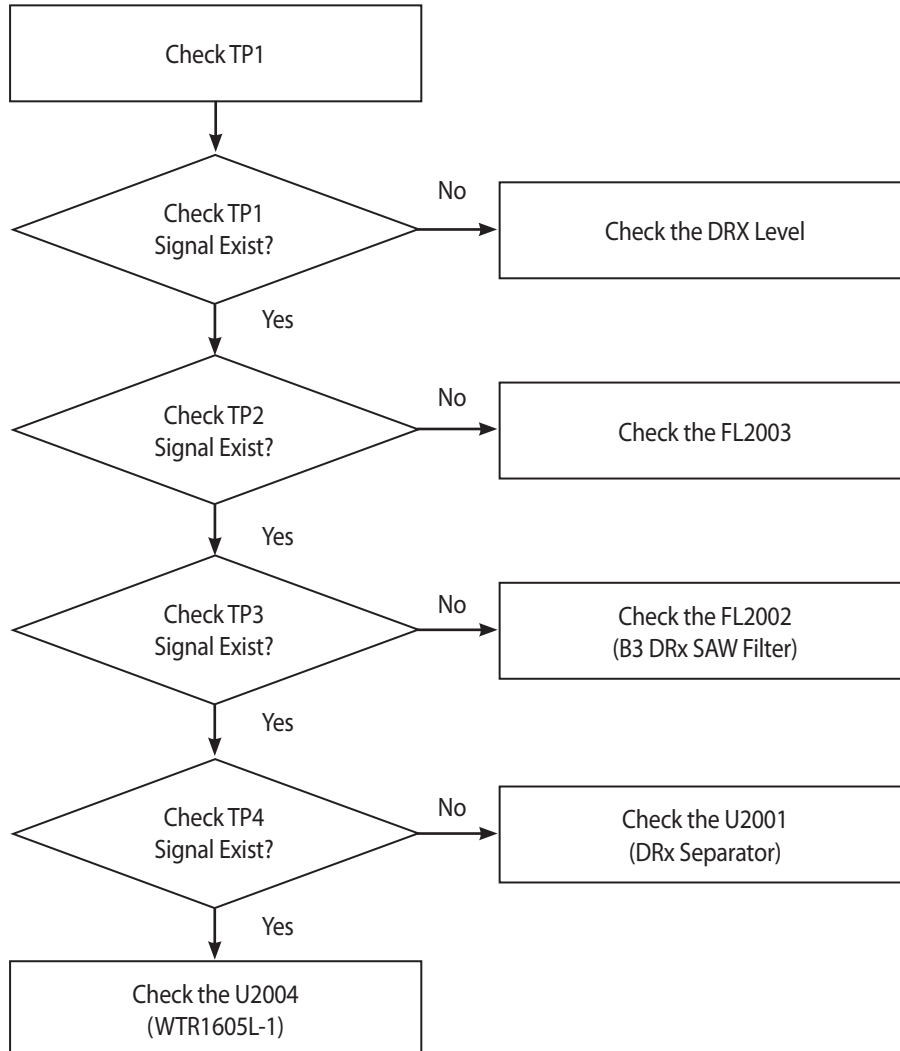 Check TP1
Check TP1
Signal Exist?
No
Check the DRX Level
Yes
Check TP2
Signal Exist?
No
Check the FL2003
Yes
Check TP3
Signal Exist?
No
Check the FL2002
(B3 DRx SAW Filter)
Yes
Check TP4
Signal Exist?
No
Check the U2001
(DRx Separator)
Yes
Check the U2004
(WTR1605L-1)